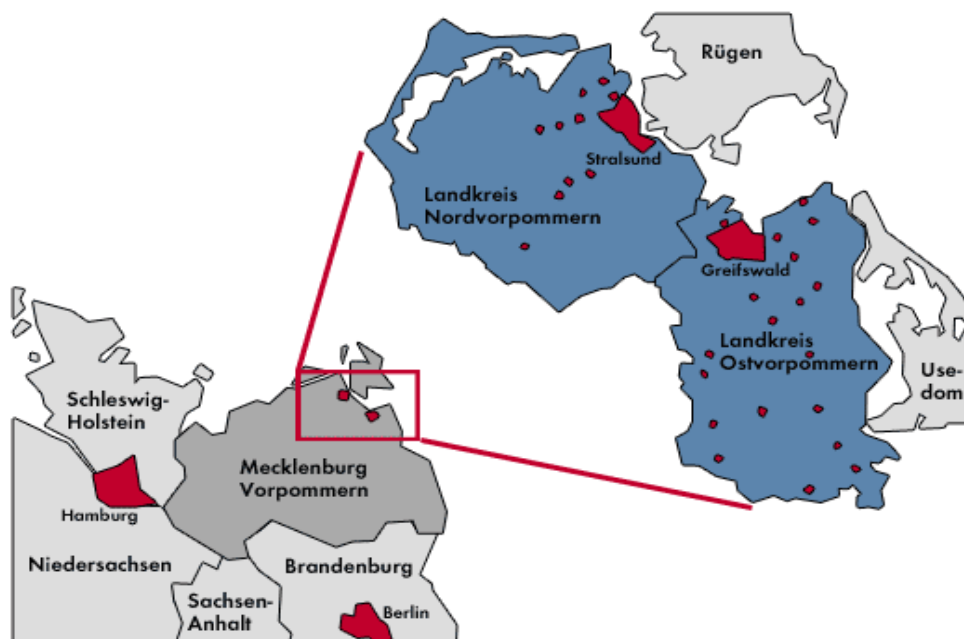 Rügen
Stralsund
Landkreis
Nordvorpommern
Greifswald
Landkreis
Ostvorpommern
Use-
dom
Schleswig-
Holstein
Mecklenburg
Vorpommern
Hamburg
Niedersachsen
Brandenburg
Sachsen-
Anhalt
Berlin